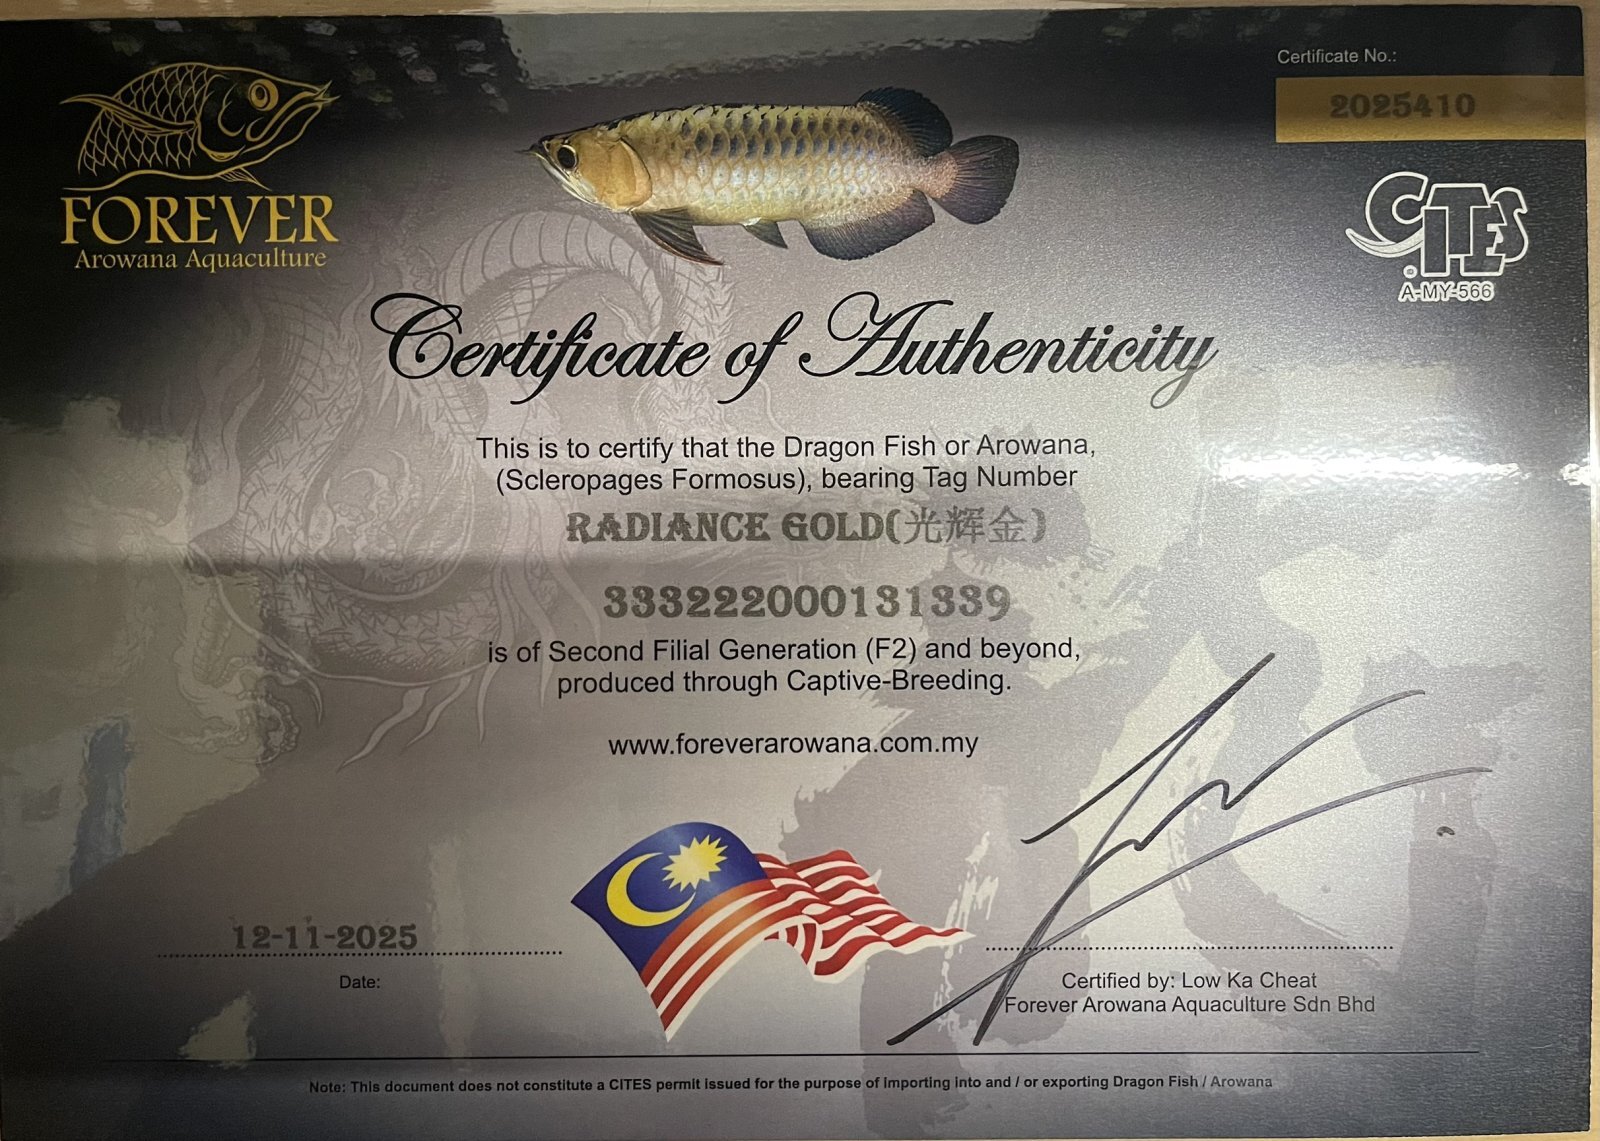 FOREVER
Arowana Aquaculture
Certificate No.:
2025410
CITES
©
A-MY-566
Certificate of Authenticity
This is to certify that the Dragon Fish or Arowana,
(Scleropages Formosus), bearing Tag Number
RADIANCE GOLD(光辉金)
333222000131339
is of Second Filial Generation (F2) and beyond,
produced through Captive-Breeding.
www.foreverarowana.com.my
12-11-2025
Date:
Certified by: Low Ka Cheat
Forever Arowana Aquaculture Sdn Bhd
Note: This document does not constitute a CITES permit issued for the purpose of importing into and / or exporting Dragon Fish / Arowana